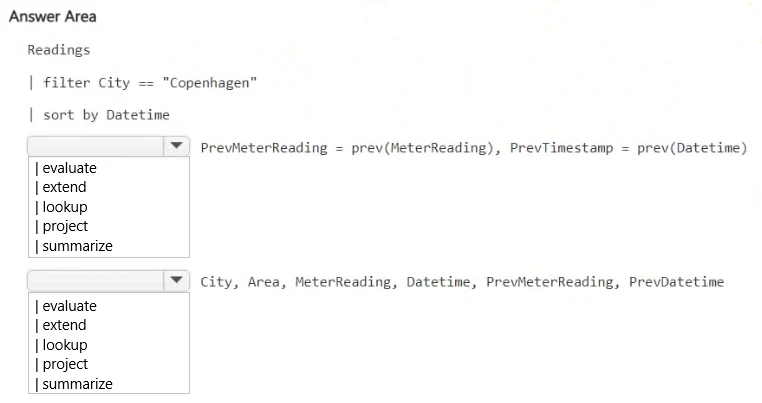 Answer Area
Readings
| filter City == "Copenhagen"
| sort by Datetime
PrevMeterReading = prev(MeterReading), PrevTimestamp = prev(Datetime)
| evaluate
| extend
| lookup
| project
| summarize
City, Area, MeterReading, Datetime, PrevMeterReading, PrevDatetime
| evaluate
| extend
| lookup
| project
| summarize